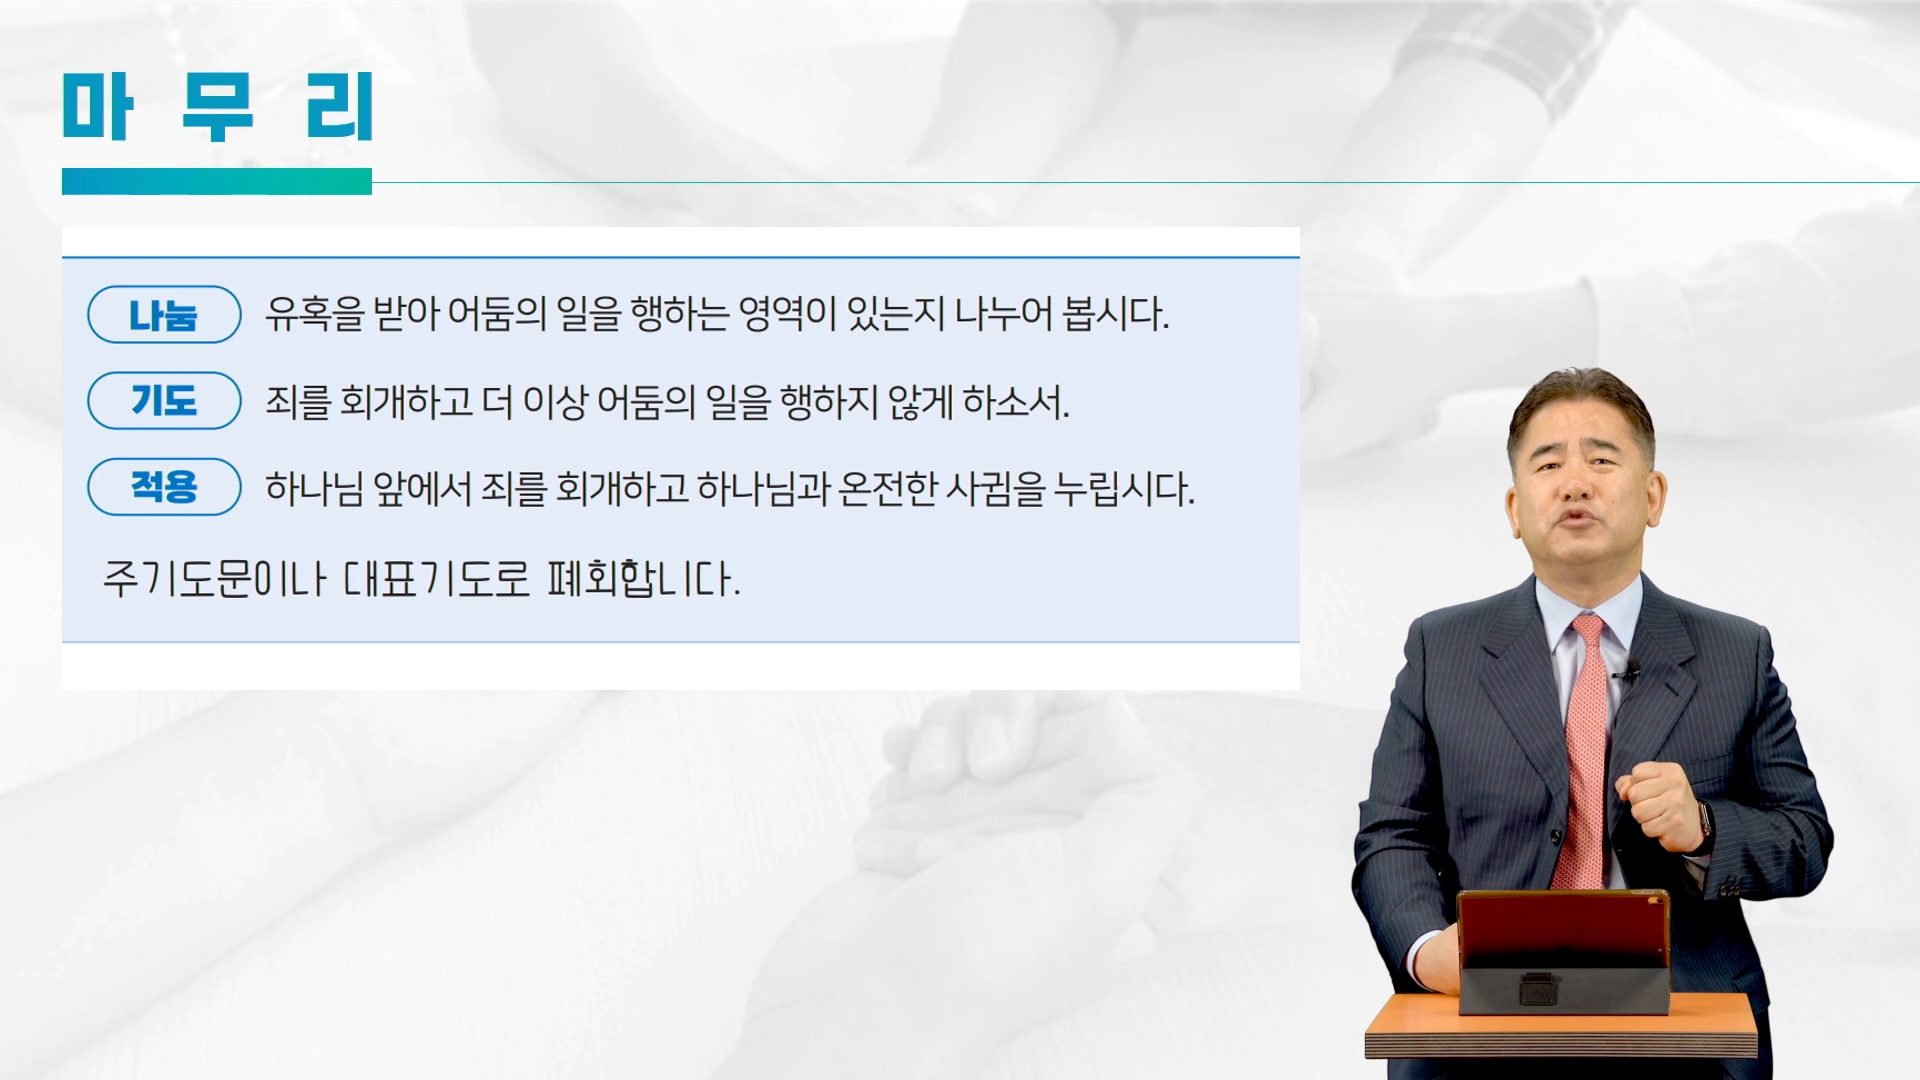 마 무 리
나눔 유혹을 받아 어둠의 일을 행하는 영역이 있는지 나누어 봅시다.
기도 죄를 회개하고 더 이상 어둠의 일을 행하지 않게 하소서.
적용 하나님 앞에서 죄를 회개하고 하나님과 온전한 사귐을 누립시다.
주기도문이나 대표기도로 폐회합니다.